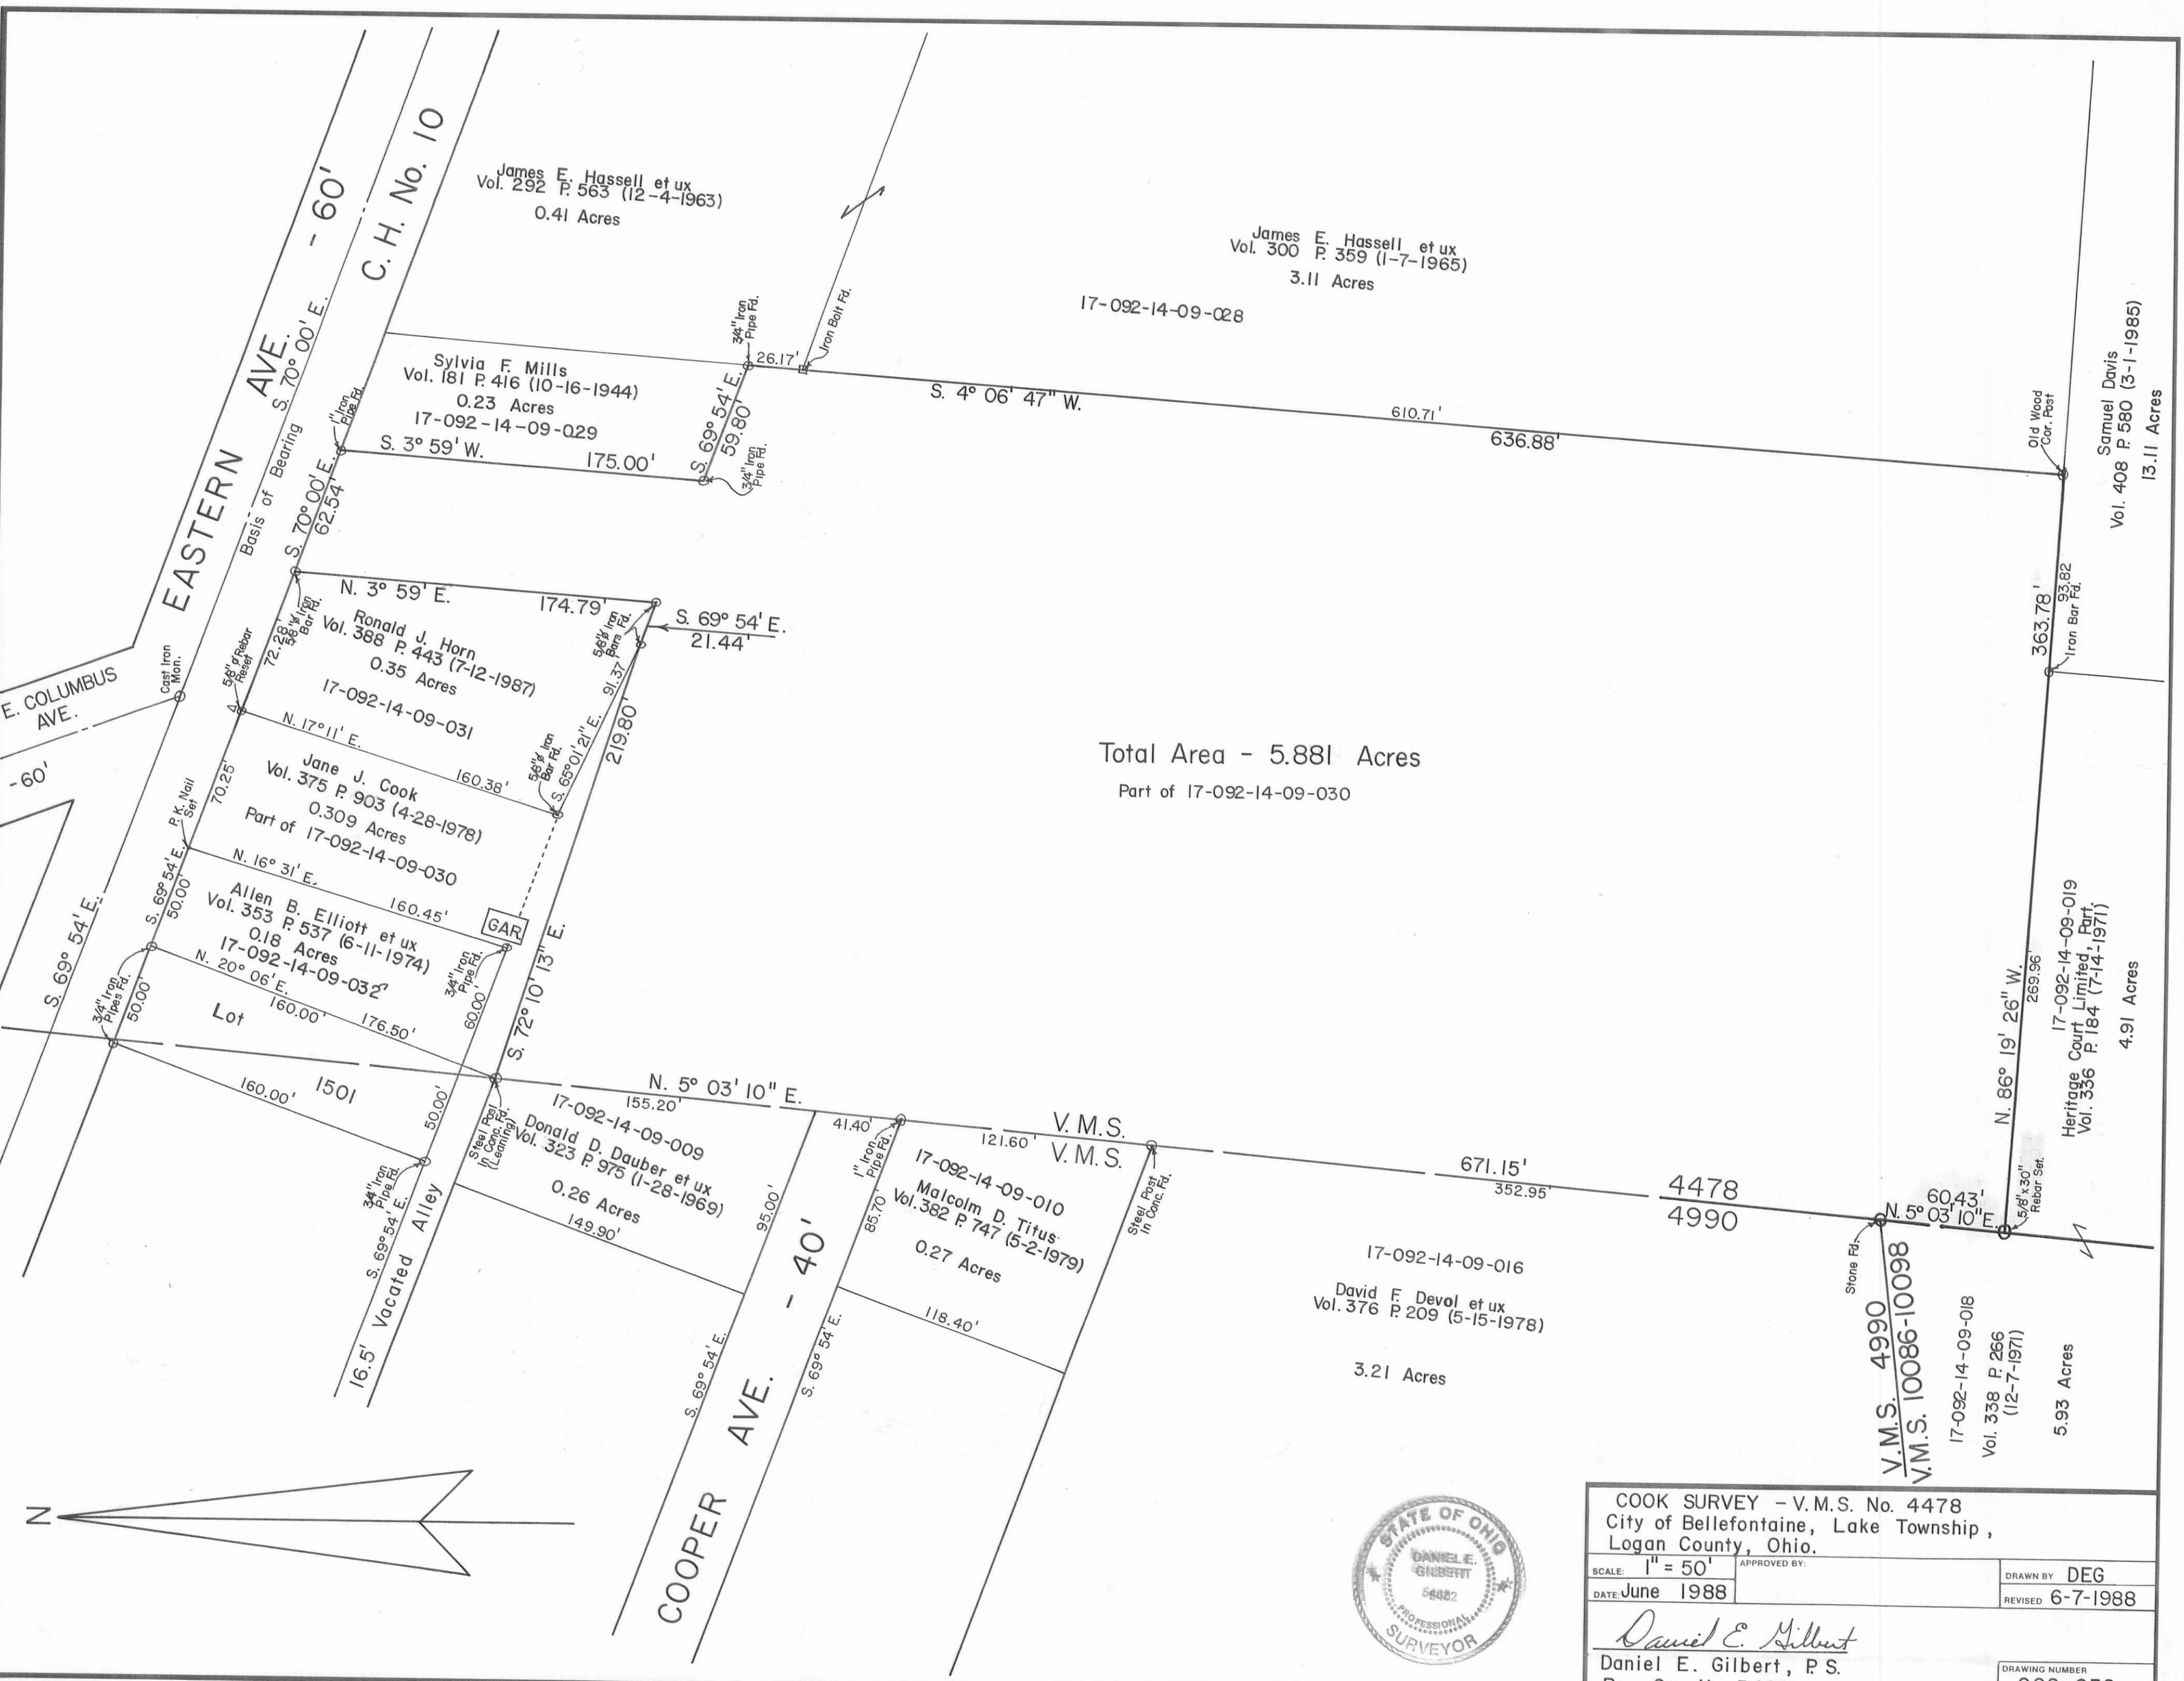 EASTERN AVE. - 60'
C. H. No. 10
S. 70° 00' E.
Basis of Bearing
E. COLUMBUS
AVE.
-60'
Cast Iron
Mon.
James E. Hassell et ux
Vol. 292 P. 563 (12-4-1963)
0.41 Acres
James E. Hassell et ux
Vol. 300 P. 359 (1-7-1965)
3.11 Acres
17-092-14-09-028
3/4" Iron
Pipe Fd.
26.17'
Iron Bolt Fd.
S. 4° 06' 47" W.
610.71'
636.88'
Old Wood
Cor. Post
Samuel Davis
Vol. 408 P. 580 (3-1-1985)
13.11 Acres
Sylvia F. Mills
Vol. 181 P. 416 (10-16-1944)
0.23 Acres
17-092-14-09-029
1" Iron
Pipe Fd.
S. 3° 59' W.
175.00'
S. 69° 54' E.
59.80'
3/4" Iron
Pipe Fd.
S. 70° 00' E.
62.54'
N. 3° 59' E.
174.79'
5/8"ø Iron
Bar Fd.
72.28'
Ronald J. Horn
Vol. 388 P. 443 (7-12-1987)
0.35 Acres
17-092-14-09-031
5/8"ø Iron
Bars Fd.
S. 69° 54' E.
21.44'
91.37'
S. 65° 01' 21" E.
219.80'
5/8"ø Rebar
Reset
N. 17° 11' E.
160.38'
5/8"ø Iron
Bar Fd.
70.25'
Jane J. Cook
Vol. 375 P. 903 (4-28-1978)
0.309 Acres
Part of 17-092-14-09-030
P. K. Nail
Set
N. 16° 31' E.
160.45'
GAR.
S. 69° 54' E.
50.00'
Allen B. Elliott et ux
Vol. 353 P. 537 (6-11-1974)
0.18 Acres
17-092-14-09-032
N. 20° 06' E.
160.00'
176.50'
3/4" Iron
Pipe Fd.
60.00'
S. 72° 10' 13" E.
S. 69° 54' E.
3/4" Iron
Pipes Fd.
50.00'
Lot
1501
160.00'
50.00'
3/4" Iron
Pipe Fd.
S. 69° 54' E.
16.5' Vacated Alley
Steel Post
In Conc. Fd.
(Leaning)
Total Area - 5.881 Acres
Part of 17-092-14-09-030
363.78'
93.82
Iron Bar Fd.
N. 86° 19' 26" W.
269.96'
17-092-14-09-019
Heritage Court Limited, Part.
Vol. 336 P. 184 (7-14-1971)
4.91 Acres
N. 5° 03' 10" E.
155.20'
17-092-14-09-009
Donald D. Dauber et ux
Vol. 323 P. 975 (1-28-1969)
0.26 Acres
149.90'
95.00'
41.40'
1" Iron
Pipe Fd.
121.60'
V.M.S.
V.M.S.
85.70'
17-092-14-09-010
Malcolm D. Titus
Vol. 382 P. 747 (5-2-1979)
0.27 Acres
118.40'
Steel Post
In Conc. Fd.
COOPER AVE. - 40'
S. 69° 54' E.
S. 69° 54' E.
671.15'
352.95'
4478
4990
60.43'
N. 5° 03' 10" E.
5/8" x 30"
Rebar Set.
Stone Fd.
V.M.S. 4990
V.M.S. 10086-10098
17-092-14-09-016
David F. Devol et ux
Vol. 376 P. 209 (5-15-1978)
3.21 Acres
17-092-14-09-018
Vol. 338 P. 266
(12-7-1971)
5.93 Acres
N
STATE OF OHIO
DANIEL E.
GILBERT
PROFESSIONAL
SURVEYOR
COOK SURVEY - V.M.S. No. 4478
City of Bellefontaine, Lake Township,
Logan County, Ohio.
SCALE: 1" = 50'
APPROVED BY:
DRAWN BY DEG
DATE: June 1988
REVISED 6-7-1988
Daniel E. Gilbert
Daniel E. Gilbert, P.S.
DRAWING NUMBER